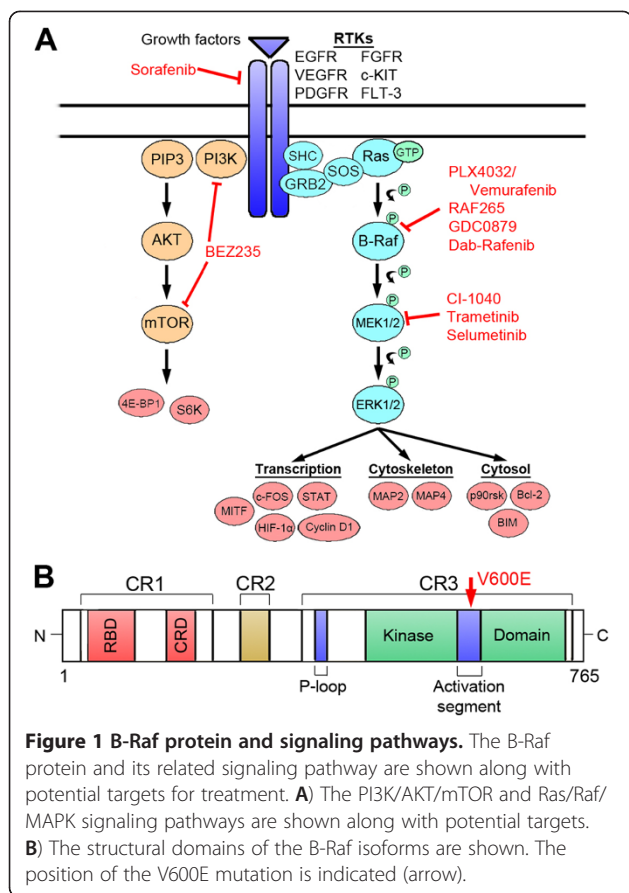 A
Growth factors
RTKs
EGFR FGFR
VEGFR c-KIT
PDGFR FLT-3
Sorafenib
PIP3
PI3K
SHC
GRB2
SOS
Ras
GTP
P
PLX4032/
Vemurafenib
RAF265
GDC0879
Dab-Rafenib
P
B-Raf
AKT
BEZ235
P
P
MEK1/2
CI-1040
Trametinib
Selumetinib
mTOR
P
P
ERK1/2
4E-BP1
S6K
Transcription
Cytoskeleton
Cytosol
c-FOS
STAT
MITF
HIF-1α
Cyclin D1
MAP2
MAP4
p90rsk
Bcl-2
BIM
B
CR1
CR2
CR3
V600E
N
RBD
CRD
Kinase
Domain
C
1
765
P-loop
Activation
segment
Figure 1 B-Raf protein and signaling pathways. The B-Raf
protein and its related signaling pathway are shown along with
potential targets for treatment. A) The PI3K/AKT/mTOR and Ras/Raf/
MAPK signaling pathways are shown along with potential targets.
B) The structural domains of the B-Raf isoforms are shown. The
position of the V600E mutation is indicated (arrow).